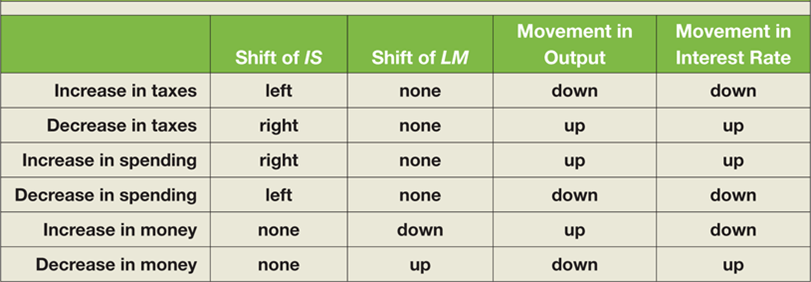 Shift of IS Shift of LM Movement in Output Movement in Interest Rate
Increase in taxes left none down down
Decrease in taxes right none up up
Increase in spending right none up up
Decrease in spending left none down down
Increase in money none down up down
Decrease in money none up down up